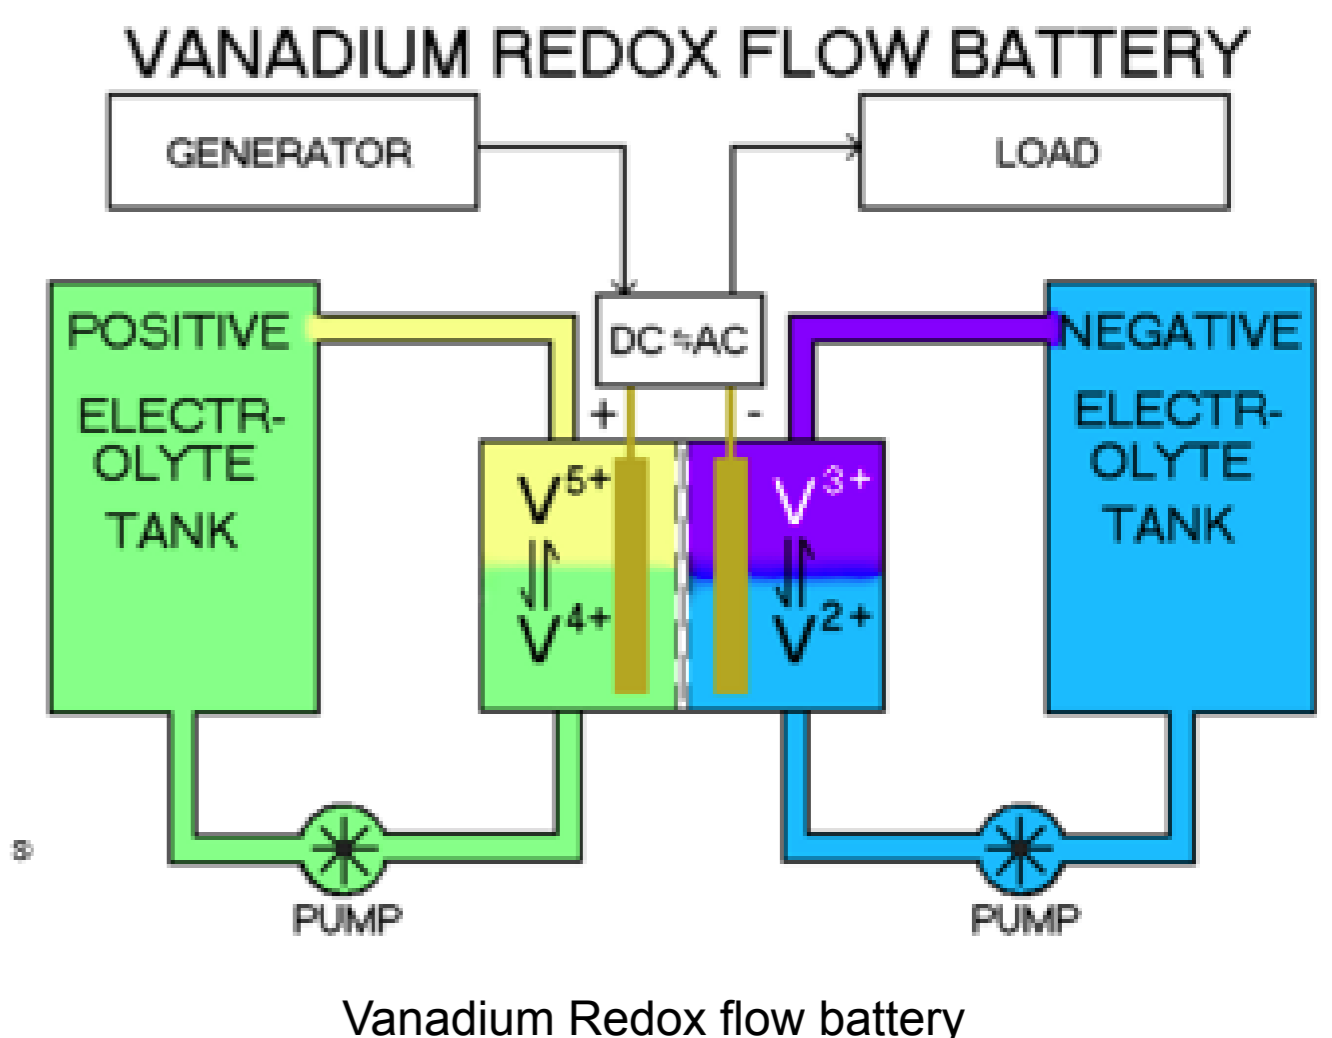 VANADIUM REDOX FLOW BATTERY
GENERATOR
LOAD
DC⇆AC
+
-
POSITIVE
ELECTR-
OLYTE
TANK
V5+
V4+
V3+
V2+
NEGATIVE
ELECTR-
OLYTE
TANK
PUMP
PUMP
Vanadium Redox flow battery